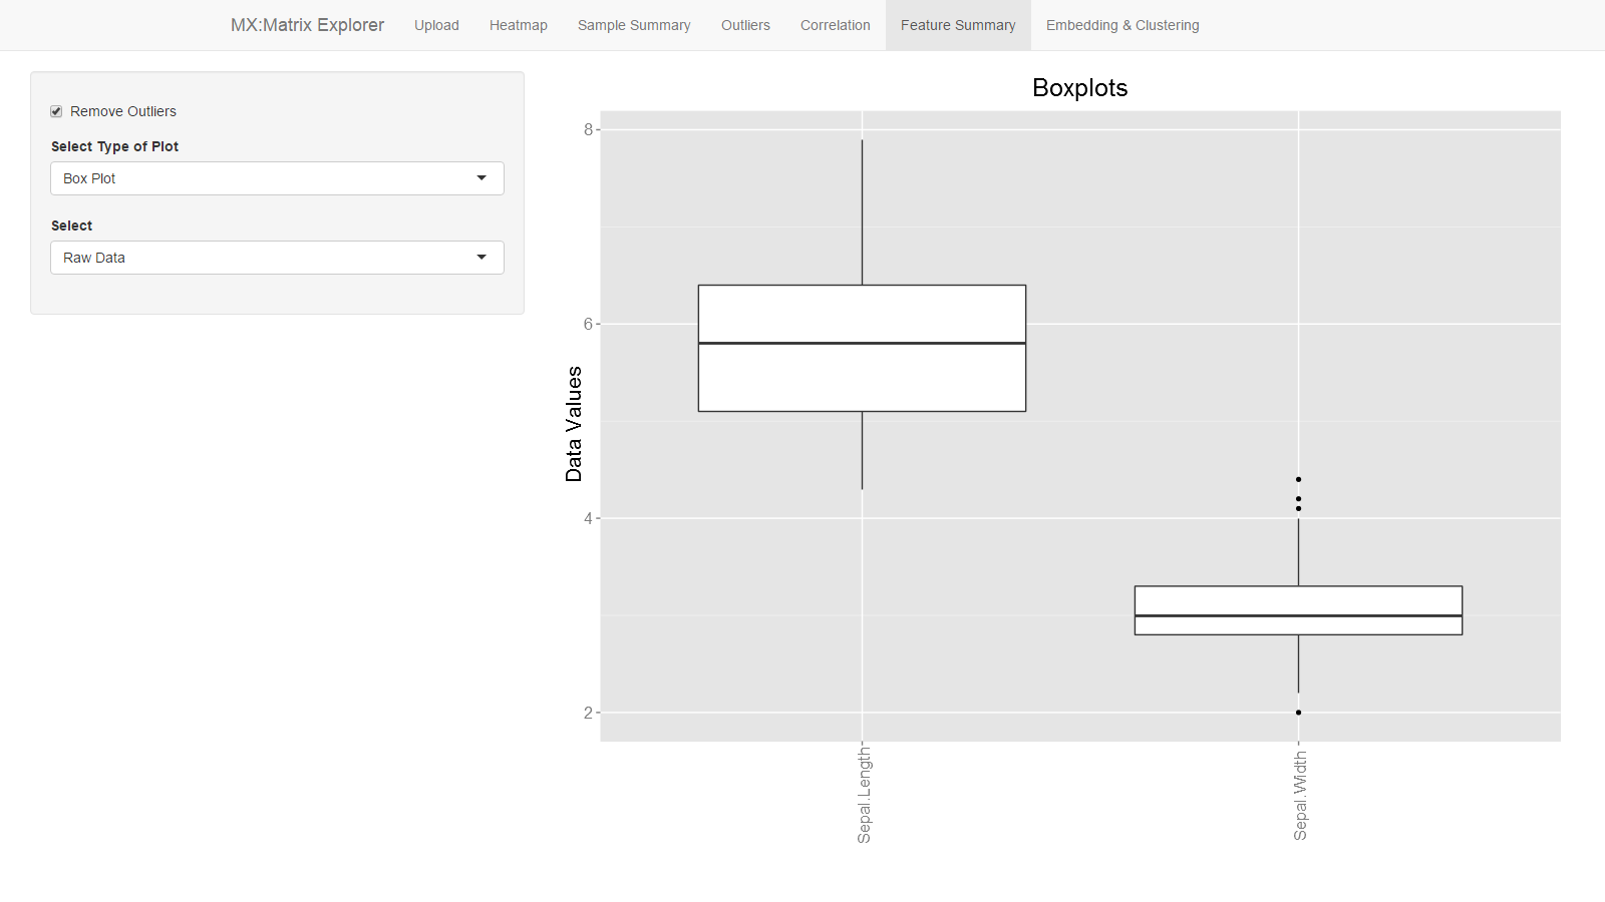 MX:Matrix Explorer Upload Heatmap Sample Summary Outliers Correlation Feature Summary Embedding & Clustering
Remove Outliers
Select Type of Plot
Box Plot
Select
Raw Data
Boxplots
Data Values
8
6
4
2
Sepal.Length
Sepal.Width